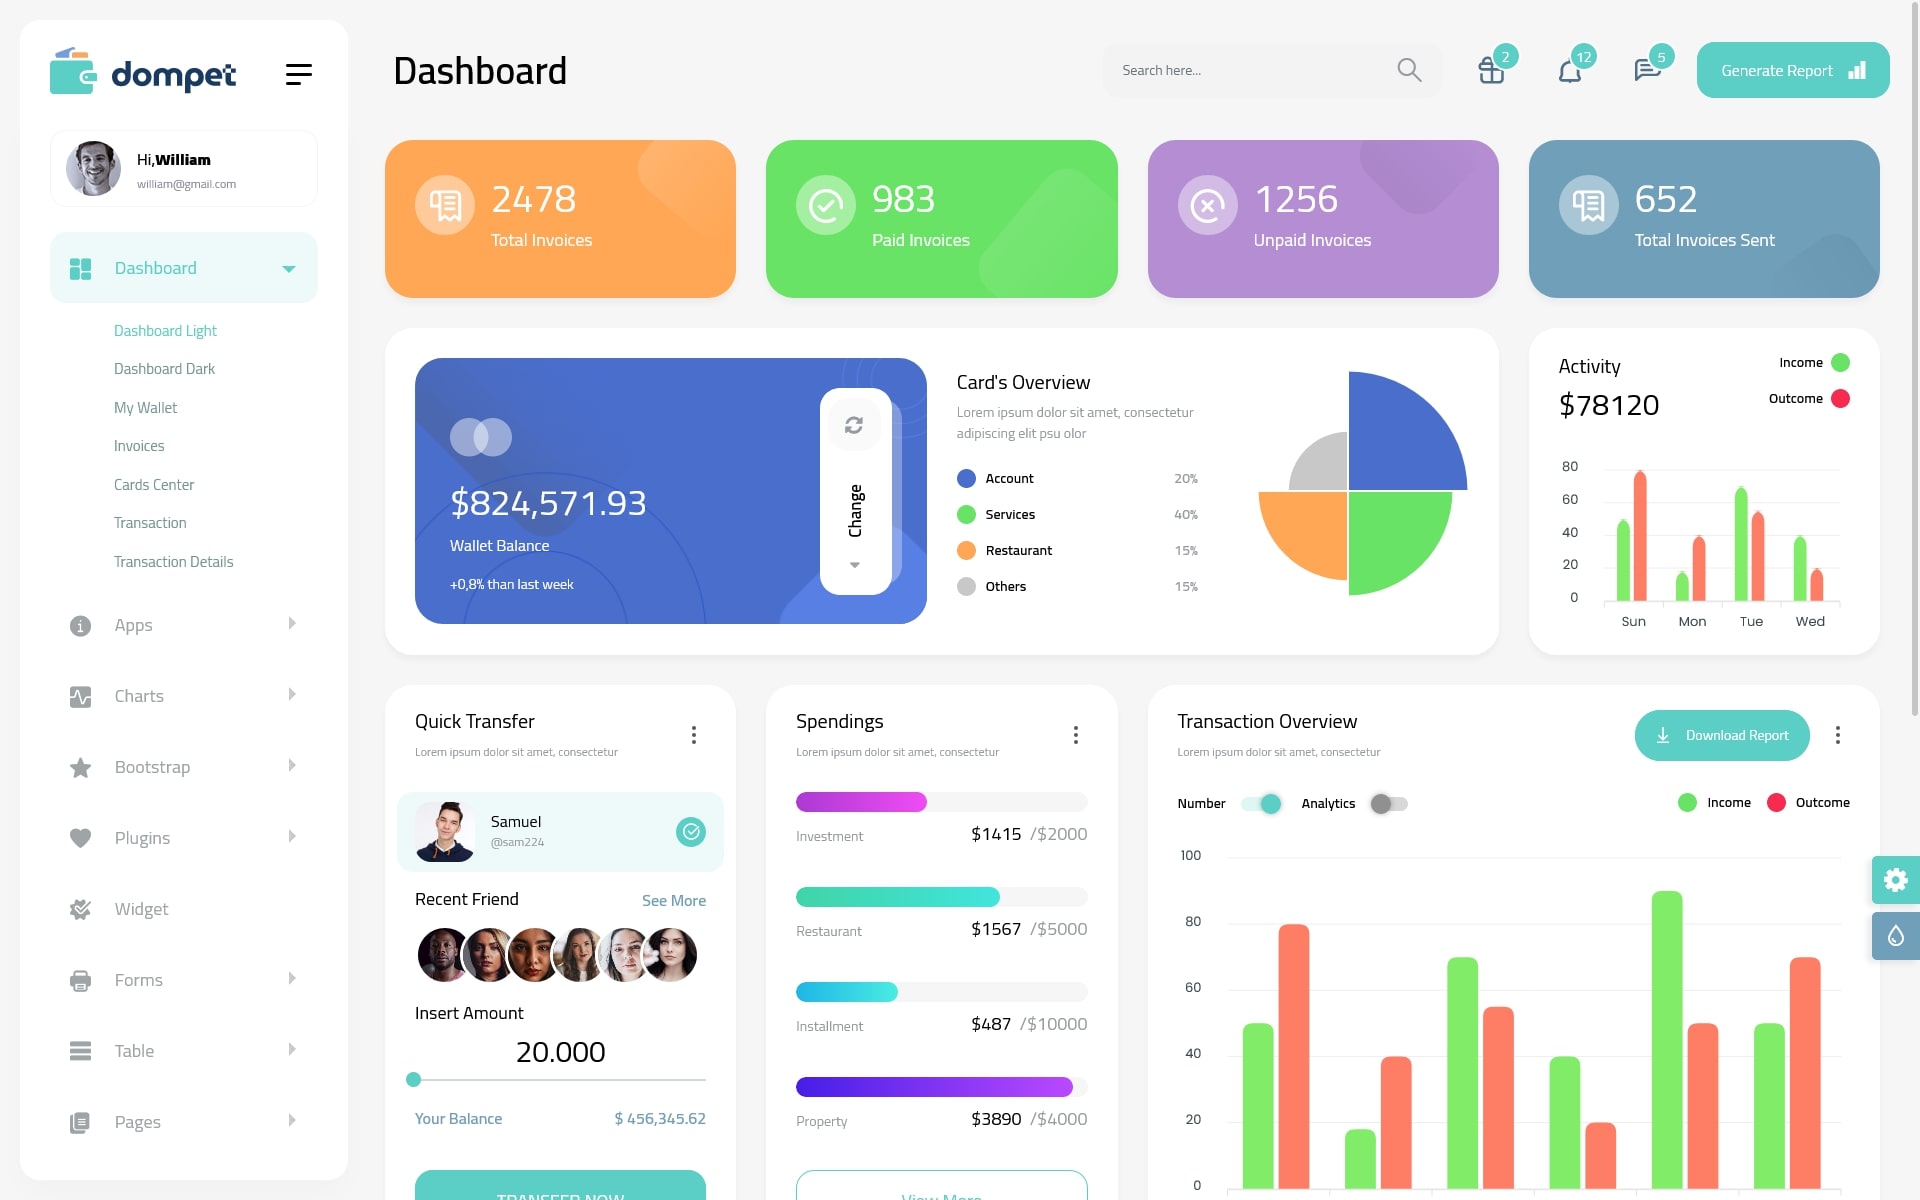 dompet
Hi,William
william@gmail.com
Dashboard
Dashboard Light
Dashboard Dark
My Wallet
Invoices
Cards Center
Transaction
Transaction Details
Apps
Charts
Bootstrap
Plugins
Widget
Forms
Table
Pages
Dashboard
Search here...
2
12
5
Generate Report
2478
Total Invoices
983
Paid Invoices
1256
Unpaid Invoices
652
Total Invoices Sent
$824,571.93
Wallet Balance
+0,8% than last week
Change
Card's Overview
Lorem ipsum dolor sit amet, consectetur
adipiscing elit psu olor
Account 20%
Services 40%
Restaurant 15%
Others 15%
Activity
$78120
Income
Outcome
80
60
40
20
0
Sun Mon Tue Wed
Quick Transfer
Lorem ipsum dolor sit amet, consectetur
Samuel
@sam224
Recent Friend See More
Insert Amount
20.000
Your Balance $ 456,345.62
TRANSFER NOW
Spendings
Lorem ipsum dolor sit amet, consectetur
Investment $1415 /$2000
Restaurant $1567 /$5000
Installment $487 /$10000
Property $3890 /$4000
View More
Transaction Overview
Lorem ipsum dolor sit amet, consectetur
Download Report
Number Analytics Income Outcome
100
80
60
40
20
0